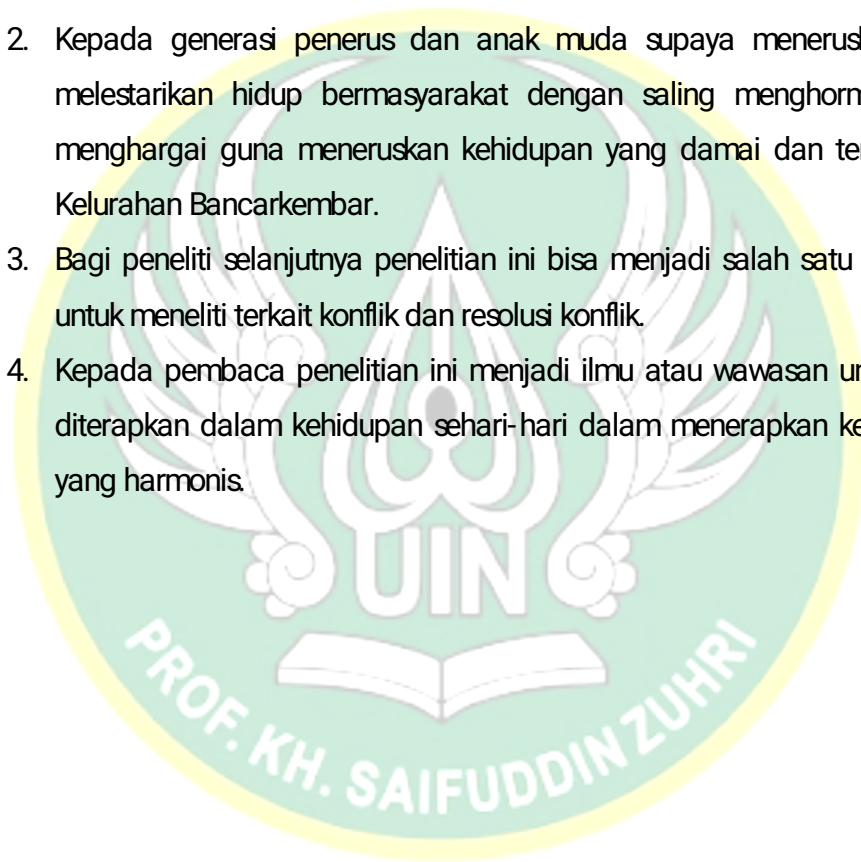 2. Kepada generasi penerus dan anak muda supaya
melestarikan hidup bermasyarakat dengan saling
menghargai guna meneruskan kehidupan yang damai dan
Kelurahan Bancarkembar.
3. Bagi peneliti selanjutnya penelitian ini bisa menjadi salah satu
untuk meneliti terkait konflik dan resolusi konflik.
4. Kepada pembaca penelitian ini menjadi ilmu atau wawasan
diterapkan dalam kehidupan sehari-hari dalam menerapkan
yang harmonis.
UIN
PROF. KH. SAIFUDDIN ZUHRI